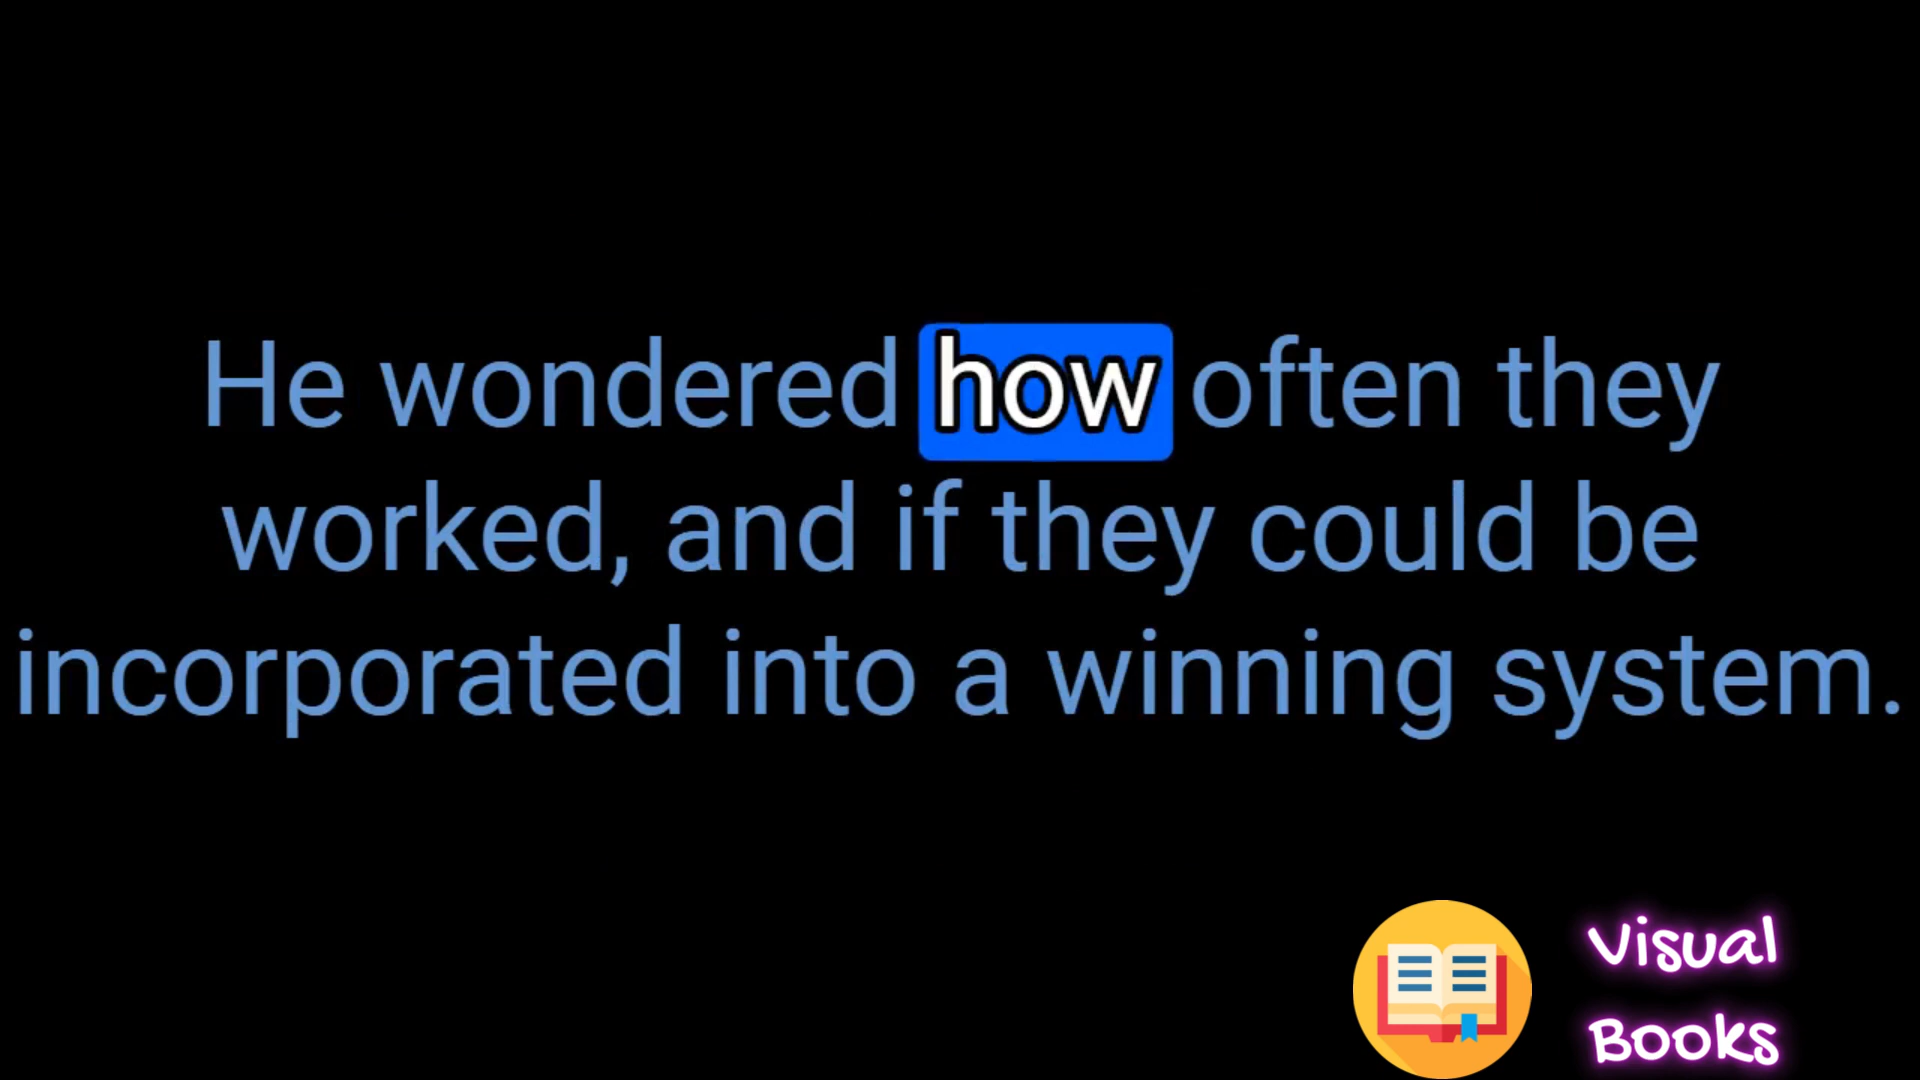 He wondered how often they
worked, and if they could be
incorporated into a winning system.
Visual
Books